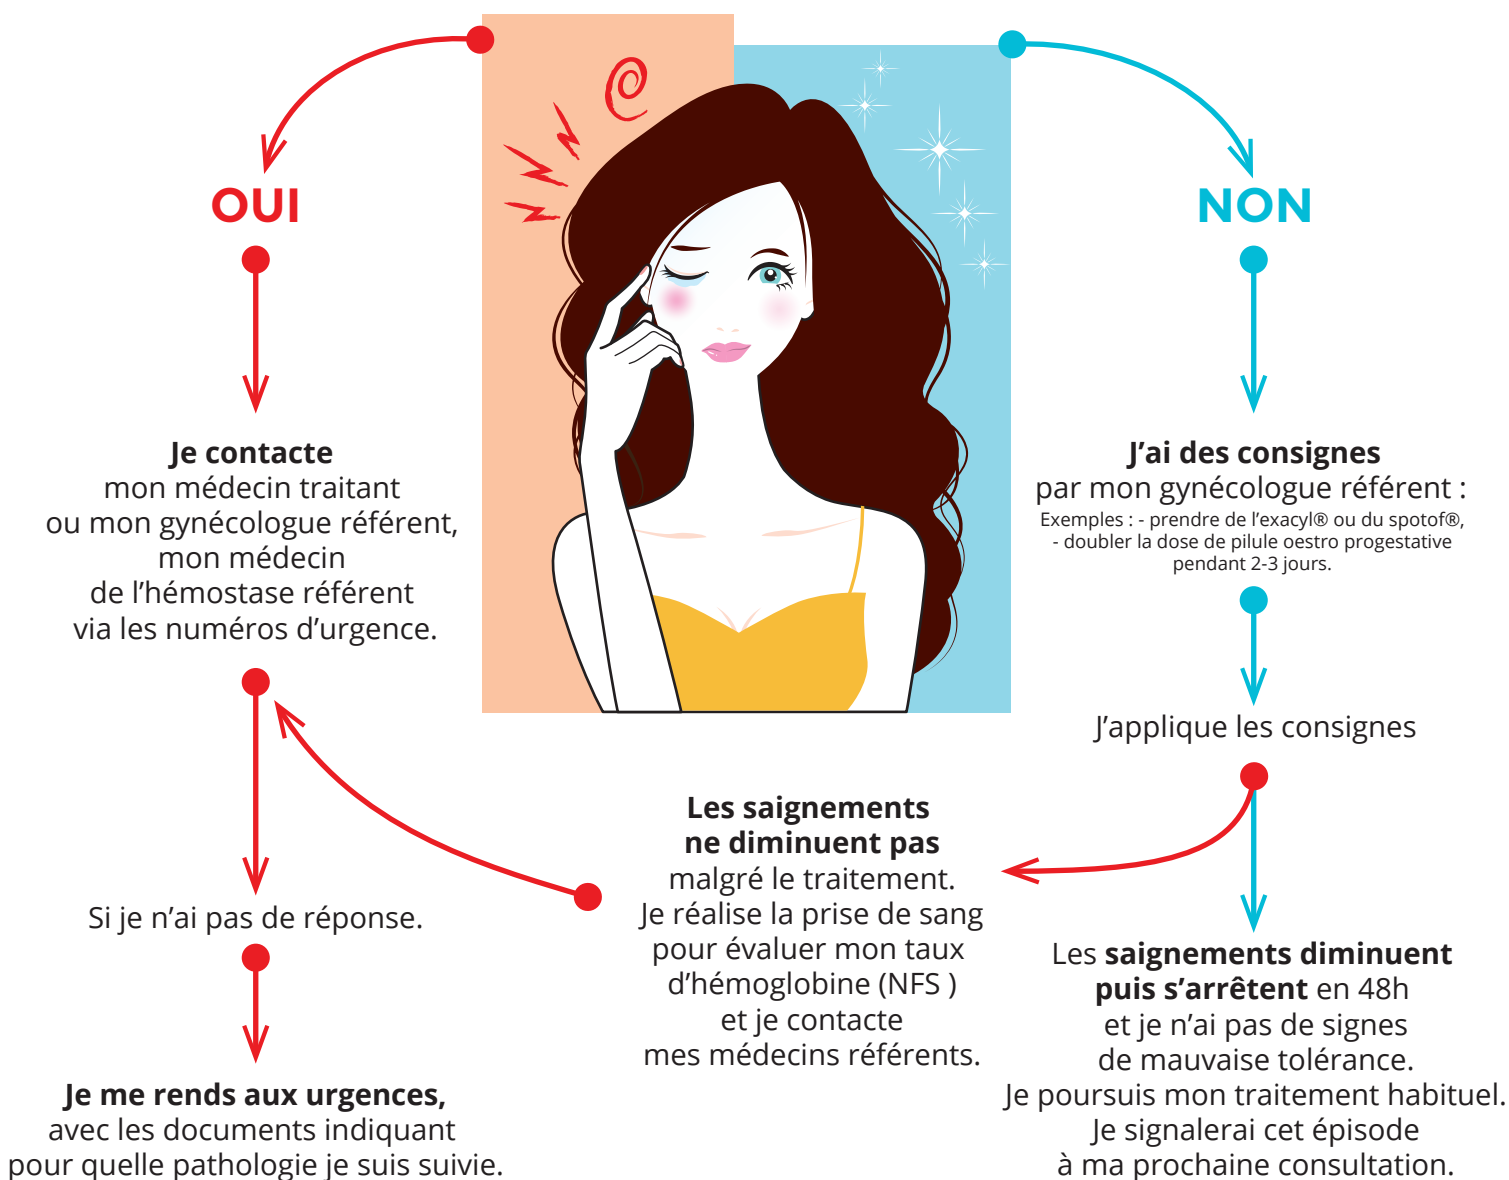 OUI
Je contacte
mon médecin traitant
ou mon gynécologue référent,
mon médecin
de l’hémostase référent
via les numéros d’urgence.
Si je n’ai pas de réponse.
Je me rends aux urgences,
avec les documents indiquant
pour quelle pathologie je suis suivie.
Les saignements
ne diminuent pas
malgré le traitement.
Je réalise la prise de sang
pour évaluer mon taux
d’hémoglobine (NFS )
et je contacte
mes médecins référents.
NON
J’ai des consignes
par mon gynécologue référent :
Exemples : - prendre de l’exacyl® ou du spotof®,
- doubler la dose de pilule oestro progestative
pendant 2-3 jours.
J’applique les consignes
Les saignements diminuent
puis s’arrêtent en 48h
et je n’ai pas de signes
de mauvaise tolérance.
Je poursuis mon traitement habituel.
Je signalerai cet épisode
à ma prochaine consultation.